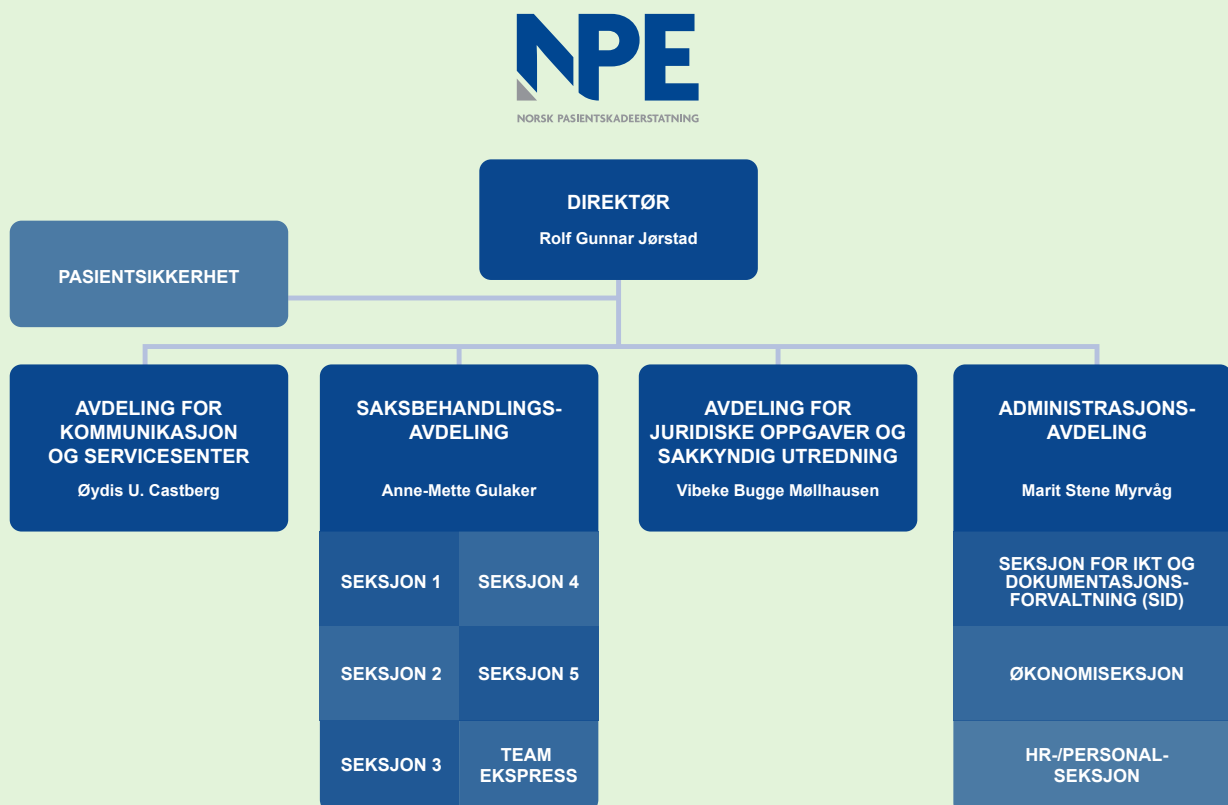 NPE
NORSK PASIENTSKADEERSTATNING
DIREKTØR
Rolf Gunnar Jørstad
PASIENTSIKKERHET
AVDELING FOR
KOMMUNIKASJON
OG SERVICESENTER
Øydis U. Castberg
SAKSBEHANDLINGS-
AVDELING
Anne-Mette Gulaker
SEKSJON 1
SEKSJON 4
SEKSJON 2
SEKSJON 5
SEKSJON 3
TEAM
EKSPRESS
AVDELING FOR
JURIDISKE OPPGAVER OG
SAKKYNDIG UTREDNING
Vibeke Bugge Møllhausen
ADMINISTRASJONS-
AVDELING
Marit Stene Myrvåg
SEKSJON FOR IKT OG
DOKUMENTASJONS-
FORVALTNING (SID)
ØKONOMISEKSJON
HR-/PERSONAL-
SEKSJON